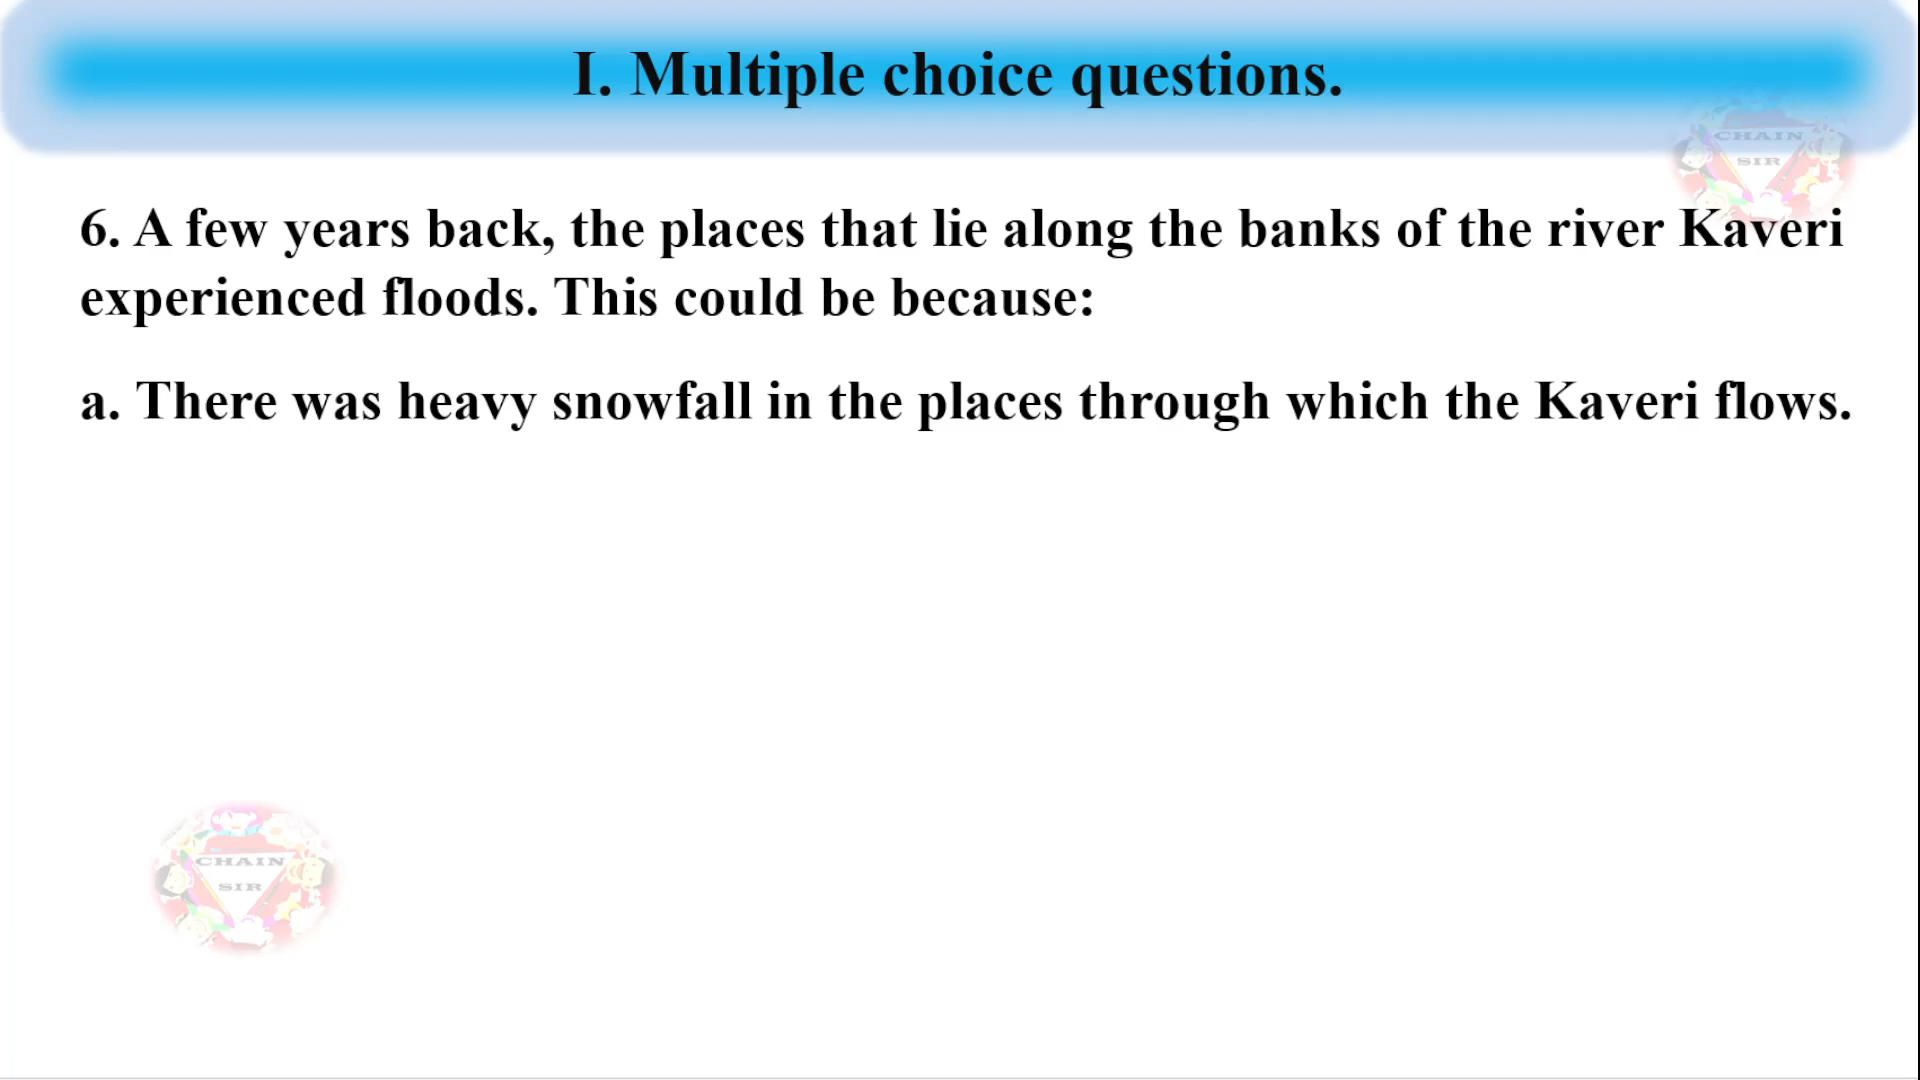 I. Multiple choice questions.
CHAIN
SIR
6. A few years back, the places that lie along the banks of the river Kaveri
experienced floods. This could be because:
a. There was heavy snowfall in the places through which the Kaveri flows.
CHAIN
SIR